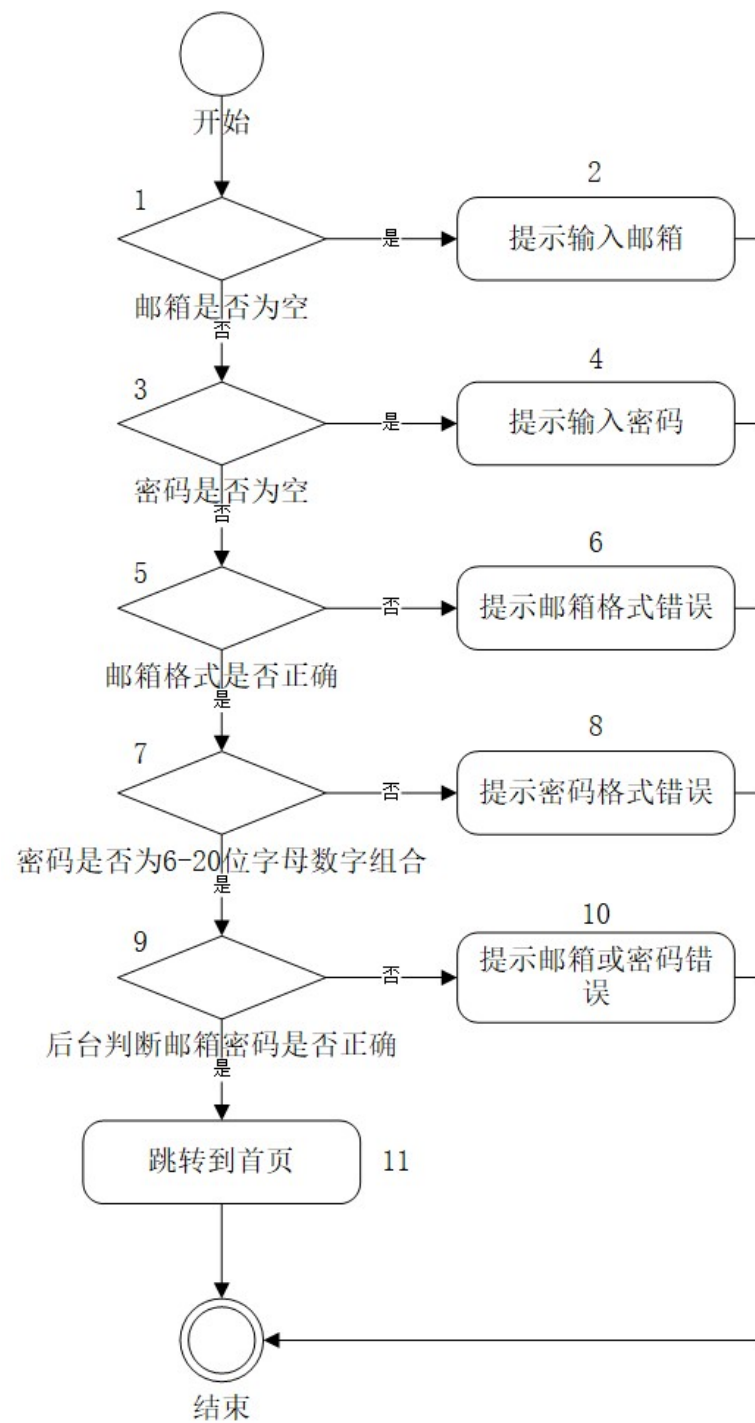 开始
1
2
是
提示输入邮箱
邮箱是否为空
否
3
4
是
提示输入密码
密码是否为空
否
5
6
否
提示邮箱格式错误
邮箱格式是否正确
是
7
8
否
提示密码格式错误
密码是否为6-20位字母数字组合
是
9
10
否
提示邮箱或密码错
误
后台判断邮箱密码是否正确
是
跳转到首页
11
结束